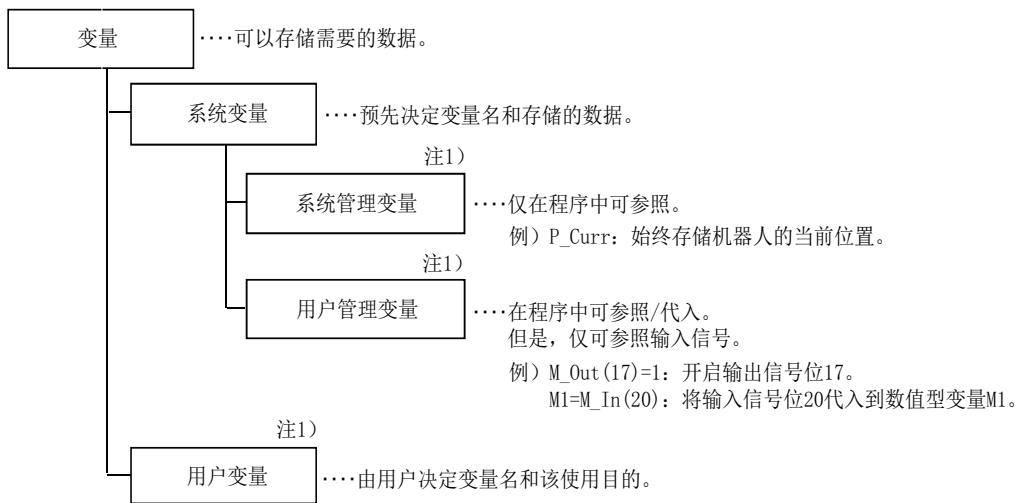 变量 ････可以存储需要的数据。
系统变量 ････预先决定变量名和存储的数据。
注1）
系统管理变量 ････仅在程序中可参照。
例）P_Curr：始终存储机器人的当前位置。
注1）
用户管理变量 ････在程序中可参照/代入。
但是，仅可参照输入信号。
例）M_Out(17)=1：开启输出信号位17。
M1=M_In(20)：将输入信号位20代入到数值型变量M1。
注1）
用户变量 ････由用户决定变量名和该使用目的。